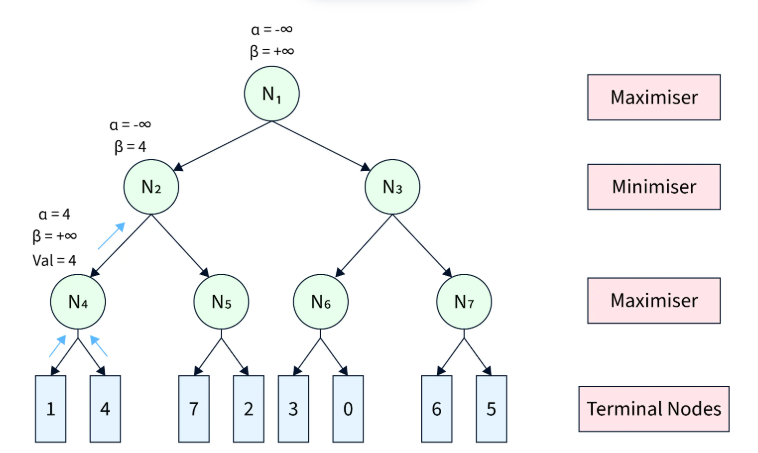 α = -∞
β = +∞
N₁
Maximiser
α = -∞
β = 4
N₂
N₃
Minimiser
α = 4
β = +∞
Val = 4
N₄
N₅
N₆
N₇
Maximiser
1
4
7
2
3
0
6
5
Terminal Nodes